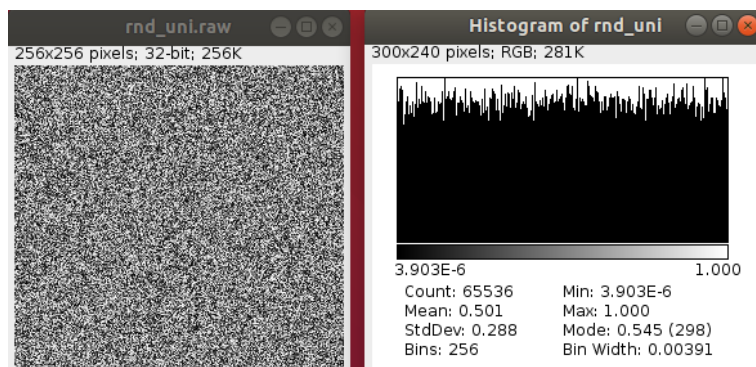 rnd_uni.raw
256x256 pixels; 32-bit; 256K
Histogram of rnd_uni
300x240 pixels; RGB; 281K
3.903E-6 1.000
Count: 65536 Min: 3.903E-6
Mean: 0.501 Max: 1.000
StdDev: 0.288 Mode: 0.545 (298)
Bins: 256 Bin Width: 0.00391